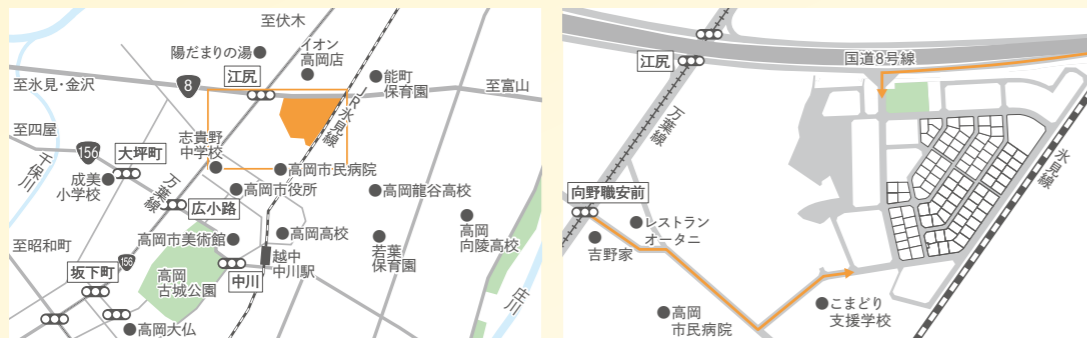 至伏木
陽だまりの湯
イオン
高岡店
江尻
能町
保育園
8
至氷見・金沢
至富山
JR氷見線
至四屋
志貴野
中学校
156
大坪町
千保川
成美
小学校
万葉線
高岡市民病院
高岡市役所
高岡龍谷高校
広小路
高岡
向陵高校
至昭和町
高岡市美術館
高岡高校
若葉
保育園
越中
中川駅
156
坂下町
高岡
古城公園
中川
庄川
高岡大仏
国道8号線
江尻
万葉線
氷見線
向野職安前
レストラン
オータニ
吉野家
こまどり
支援学校
高岡
市民病院